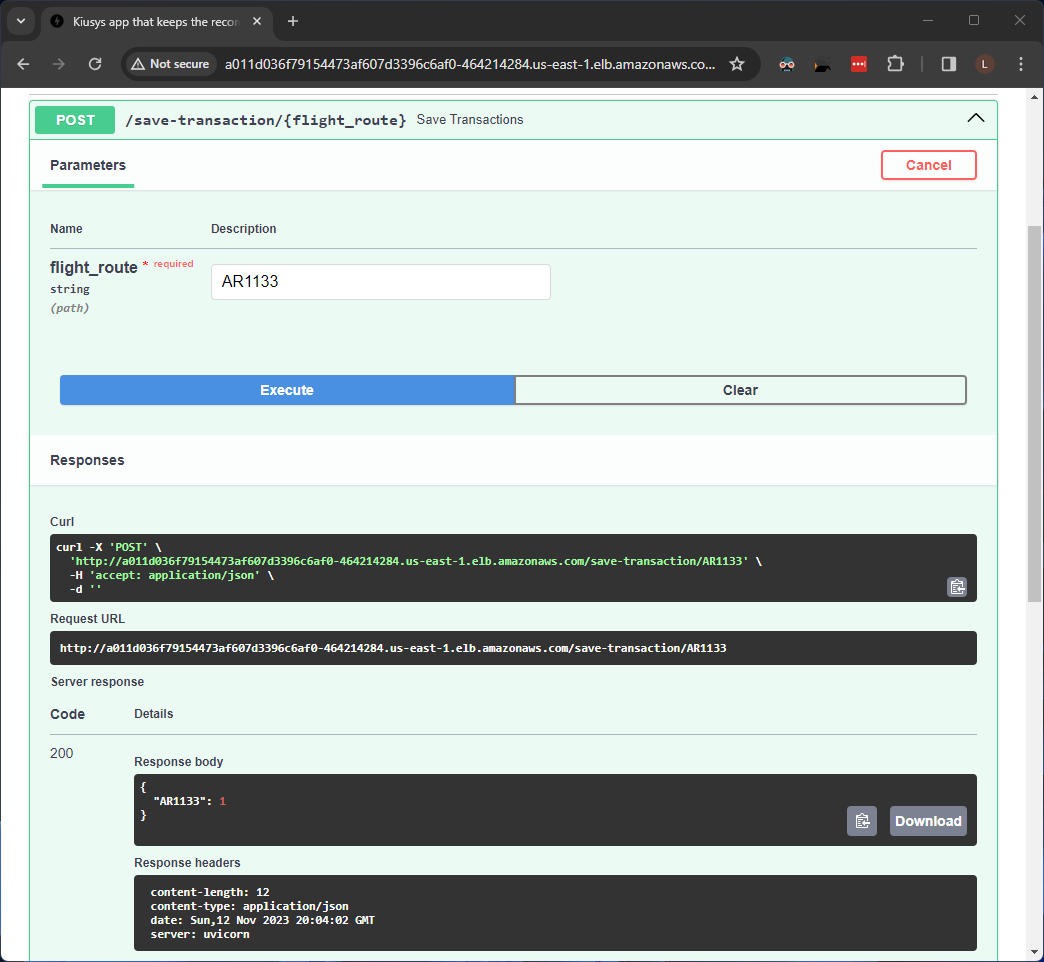 Kiusys app that keeps the recor
Not secure
a011d036f79154473af607d3396c6af0-464214284.us-east-1.elb.amazonaws.co...
L
POST /save-transaction/{flight_route} Save Transactions
Parameters
Cancel
Name Description
flight_route * required
string
(path)
AR1133
Execute Clear
Responses
Curl
curl -X 'POST' \
'http://a011d036f79154473af607d3396c6af0-464214284.us-east-1.elb.amazonaws.com/save-transaction/AR1133' \
-H 'accept: application/json' \
-d ''
Request URL
http://a011d036f79154473af607d3396c6af0-464214284.us-east-1.elb.amazonaws.com/save-transaction/AR1133
Server response
Code Details
200
Response body
{
"AR1133": 1
}
Download
Response headers
content-length: 12
content-type: application/json
date: Sun,12 Nov 2023 20:04:02 GMT
server: uvicorn